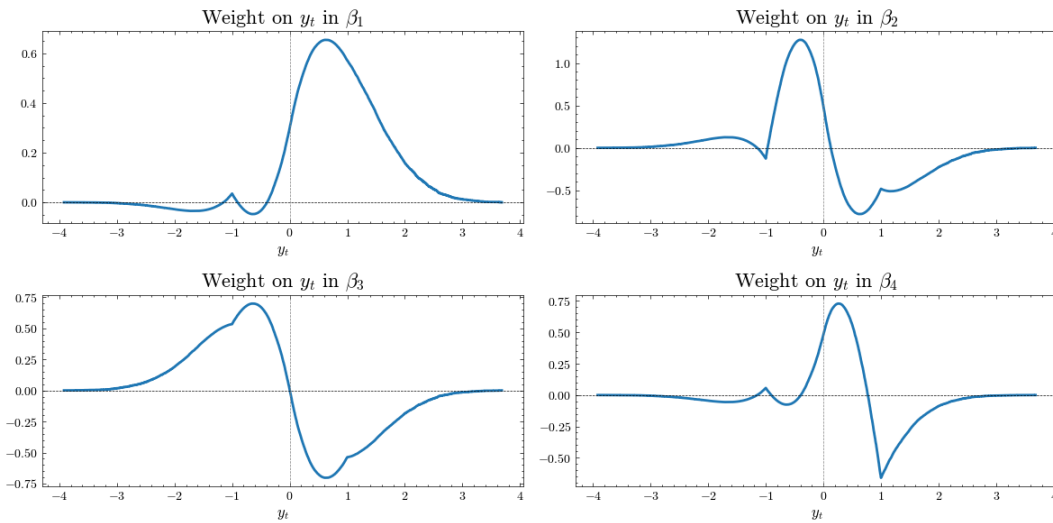 Weight on y_t in β_1
0.6
0.4
0.2
0.0
−4 −3 −2 −1 0 1 2 3 4
y_t
Weight on y_t in β_2
1.0
0.5
0.0
−0.5
−4 −3 −2 −1 0 1 2 3 4
y_t
Weight on y_t in β_3
0.75
0.50
0.25
0.00
−0.25
−0.50
−0.75
−4 −3 −2 −1 0 1 2 3 4
y_t
Weight on y_t in β_4
0.75
0.50
0.25
0.00
−0.25
−0.50
−4 −3 −2 −1 0 1 2 3 4
y_t